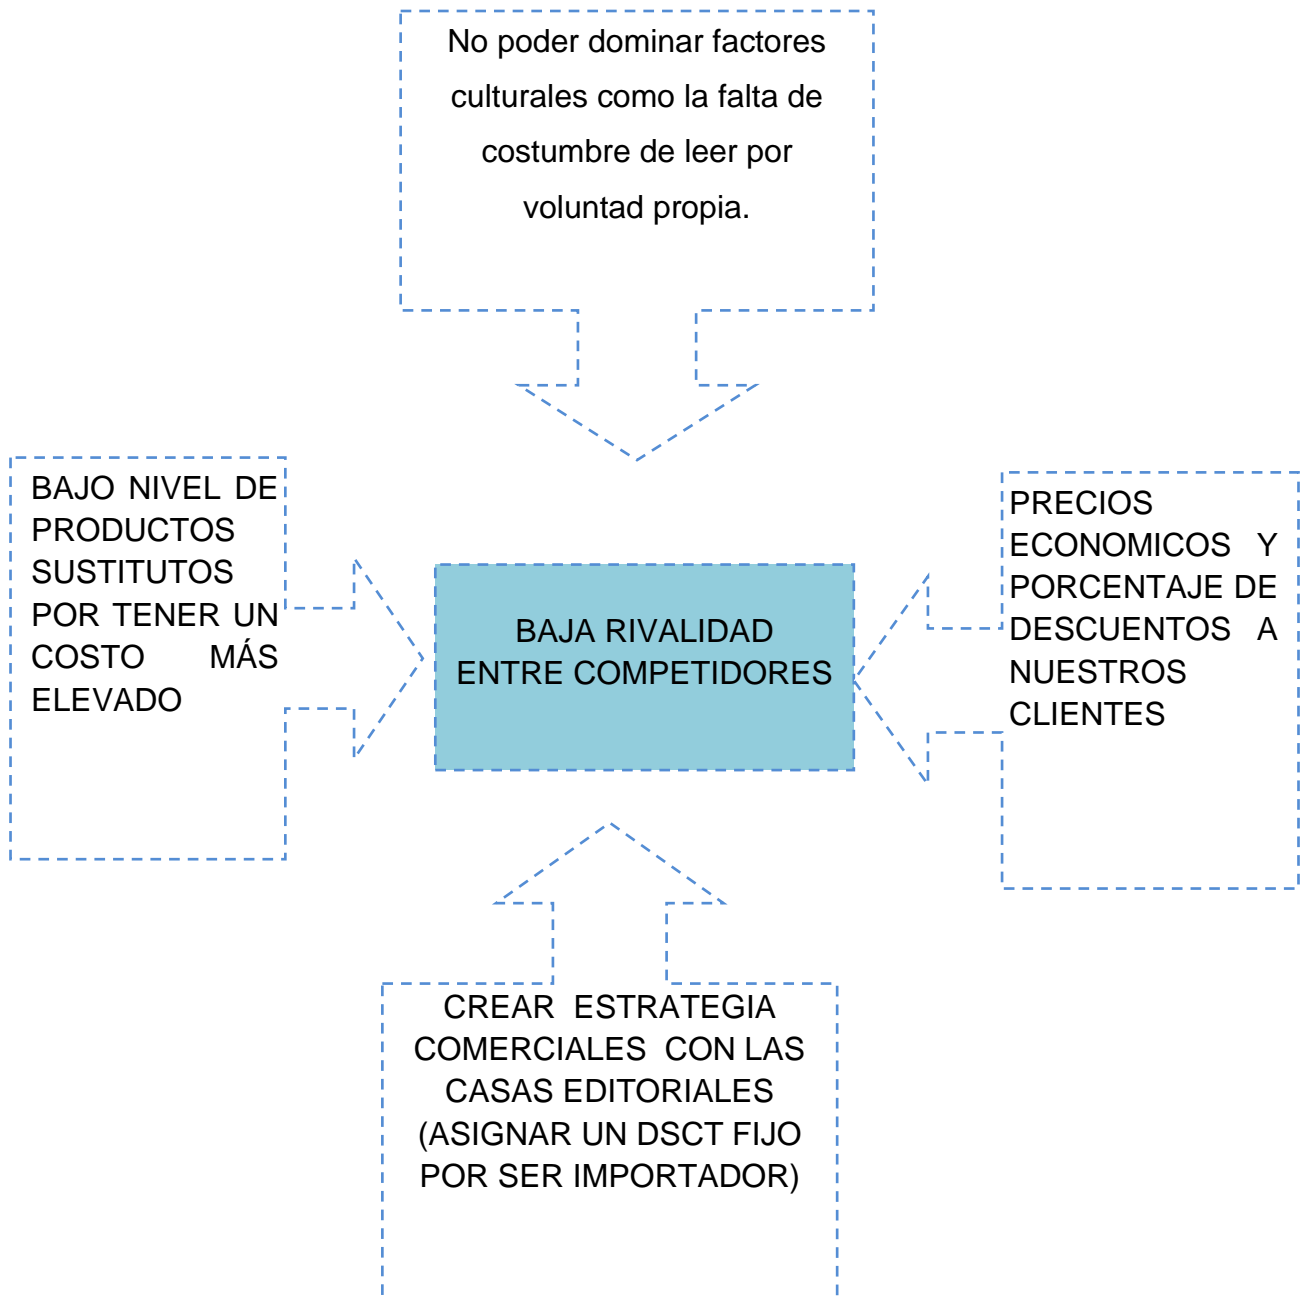 No poder dominar factores
culturales como la falta de
costumbre de leer por
voluntad propia.
BAJO NIVEL DE
PRODUCTOS
SUSTITUTOS
POR TENER UN
COSTO MÁS
ELEVADO
BAJA RIVALIDAD
ENTRE COMPETIDORES
PRECIOS
ECONOMICOS Y
PORCENTAJE DE
DESCUENTOS A
NUESTROS
CLIENTES
CREAR ESTRATEGIA
COMERCIALES CON LAS
CASAS EDITORIALES
(ASIGNAR UN DSCT FIJO
POR SER IMPORTADOR)